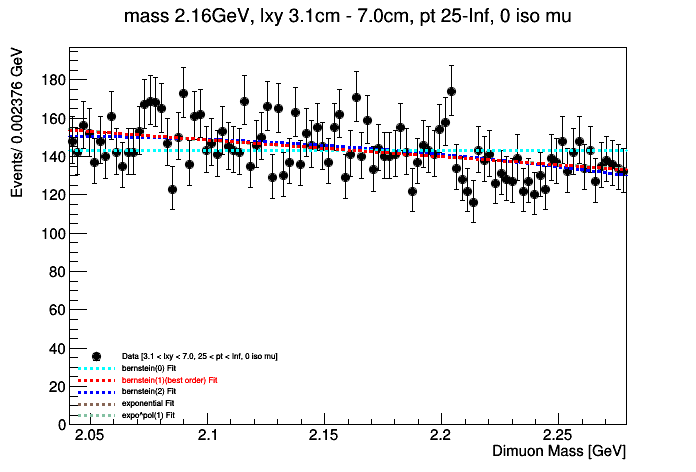 mass 2.16GeV, lxy 3.1cm - 7.0cm, pt 25-Inf, 0 iso mu
Events/ 0.002376 GeV
180
160
140
120
100
80
60
40
20
0
Data [3.1 < lxy < 7.0, 25 < pt < Inf, 0 iso mu]
bernstein(0) Fit
bernstein(1)(best order) Fit
bernstein(2) Fit
exponential Fit
expo*pol(1) Fit
2.05 2.1 2.15 2.2 2.25
Dimuon Mass [GeV]